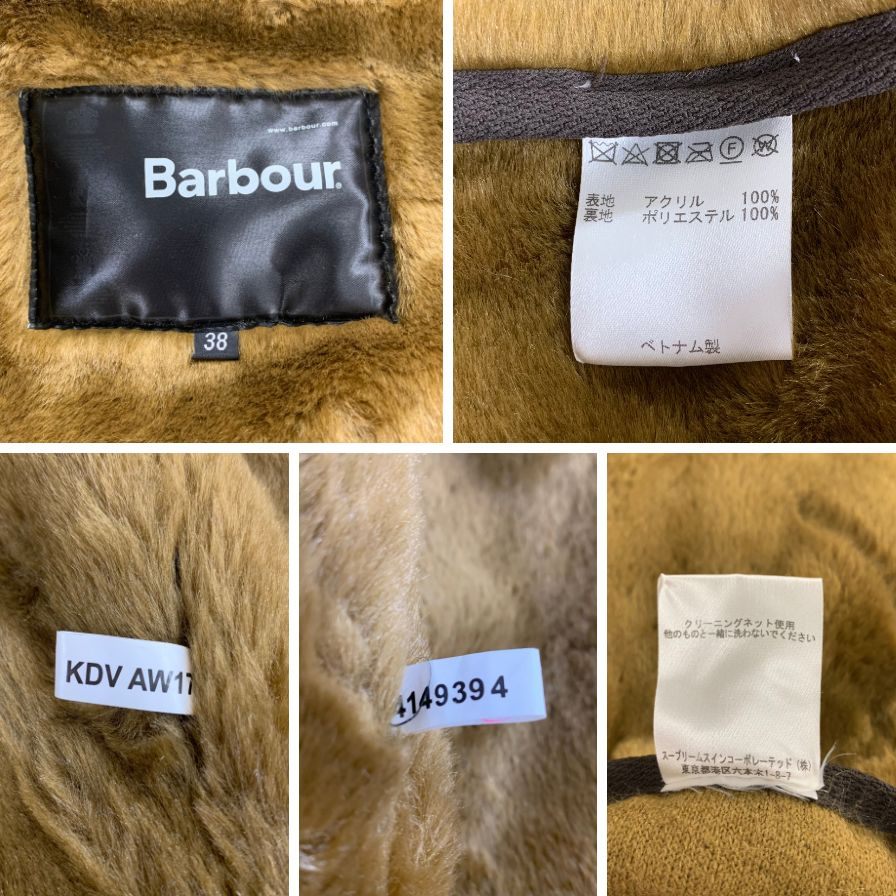 www.barbour.com
Barbour®
38
表地 アクリル 100%
裏地 ポリエステル 100%
ベトナム製
KDV AW17
4149394
クリーニングネット使用
他のものと一緒に洗わないでください
スープリームスインコーポレーテッド(株)
東京都港区六本木1-8-7